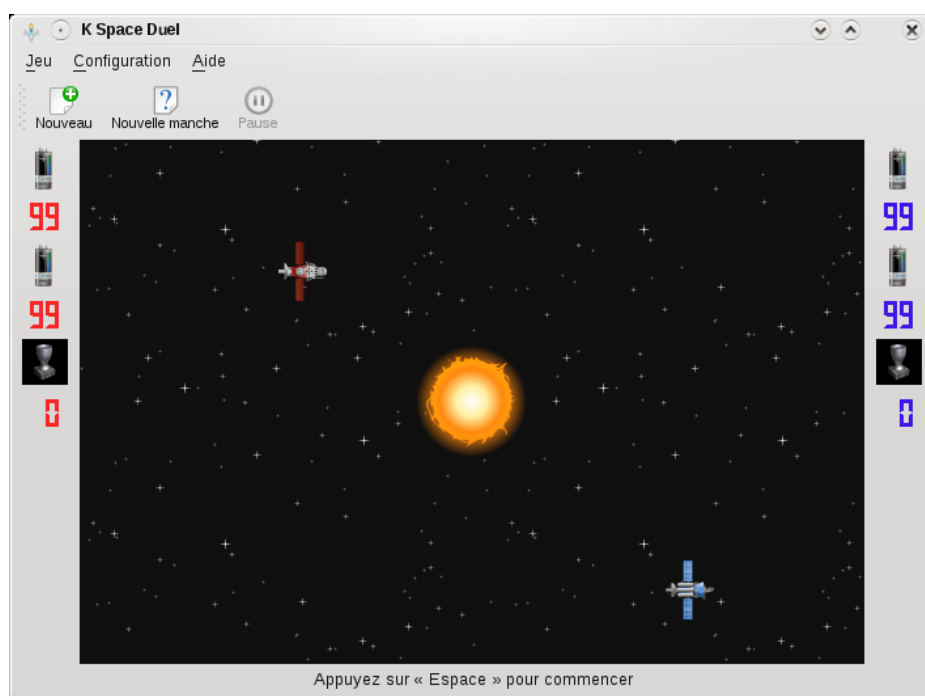 K Space Duel
Jeu Configuration Aide
Nouveau Nouvelle manche Pause
99 99
99 99
0 0
Appuyez sur « Espace » pour commencer